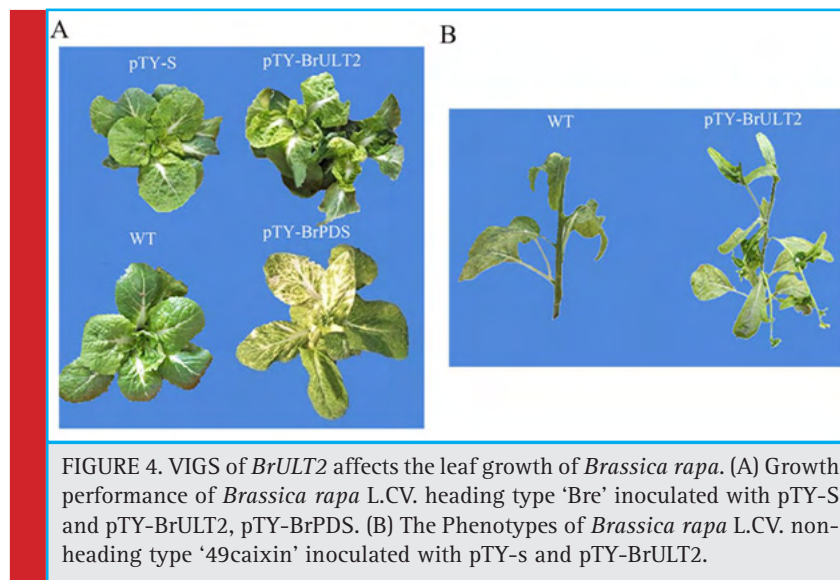 A
B
pTY-S
pTY-BrULT2
WT
pTY-BrPDS
WT
pTY-BrULT2
FIGURE 4. VIGS of BrULT2 affects the leaf growth of Brassica rapa. (A) Growth
performance of Brassica rapa L.CV. heading type ‘Bre’ inoculated with pTY-S
and pTY-BrULT2, pTY-BrPDS. (B) The Phenotypes of Brassica rapa L.CV. non-
heading type ‘49caixin’ inoculated with pTY-s and pTY-BrULT2.